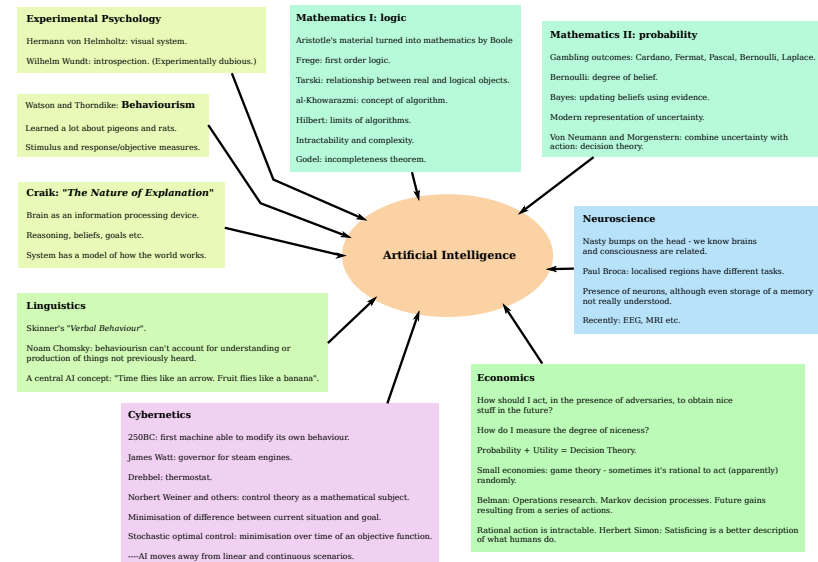 Experimental Psychology
Hermann von Helmholtz: visual system.
Wilhelm Wundt: introspection. (Experimentally dubious.)
Watson and Thorndike: Behaviourism
Learned a lot about pigeons and rats.
Stimulus and response/objective measures.
Craik: "The Nature of Explanation"
Brain as an information processing device.
Reasoning, beliefs, goals etc.
System has a model of how the world works.
Linguistics
Skinner's "Verbal Behaviour".
Noam Chomsky: behaviourisn can't account for understanding or
production of things not previously heard.
A central AI concept: "Time flies like an arrow. Fruit flies like a banana".
Mathematics I: logic
Aristotle's material turned into mathematics by Boole
Frege: first order logic.
Tarski: relationship between real and logical objects.
al-Khowarazmi: concept of algorithm.
Hilbert: limits of algorithms.
Intractability and complexity.
Godel: incompleteness theorem.
Mathematics II: probability
Gambling outcomes: Cardano, Fermat, Pascal, Bernoulli, Laplace.
Bernoulli: degree of belief.
Bayes: updating beliefs using evidence.
Modern representation of uncertainty.
Von Neumann and Morgenstern: combine uncertainty with
action: decision theory.
Artificial Intelligence
Neuroscience
Nasty bumps on the head - we know brains
and consciousness are related.
Paul Broca: localised regions have different tasks.
Presence of neurons, although even storage of a memory
not really understood.
Recently: EEG, MRI etc.
Cybernetics
250BC: first machine able to modify its own behaviour.
James Watt: governor for steam engines.
Drebbel: thermostat.
Norbert Weiner and others: control theory as a mathematical subject.
Minimisation of difference between current situation and goal.
Stochastic optimal control: minimisation over time of an objective function.
----AI moves away from linear and continuous scenarios.
Economics
How should I act, in the presence of adversaries, to obtain nice
stuff in the future?
How do I measure the degree of niceness?
Probability + Utility = Decision Theory.
Small economies: game theory - sometimes it's rational to act (apparently)
randomly.
Belman: Operations research. Markov decision processes. Future gains
resulting from a series of actions.
Rational action is intractable. Herbert Simon: Satisficing is a better description
of what humans do.